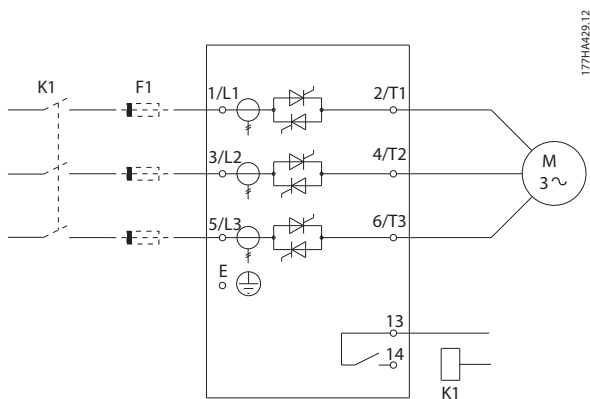 177HA429.12
K1 F1
1/L1 2/T1
3/L2 4/T2
M
3~
5/L3 6/T3
E
13
14
K1